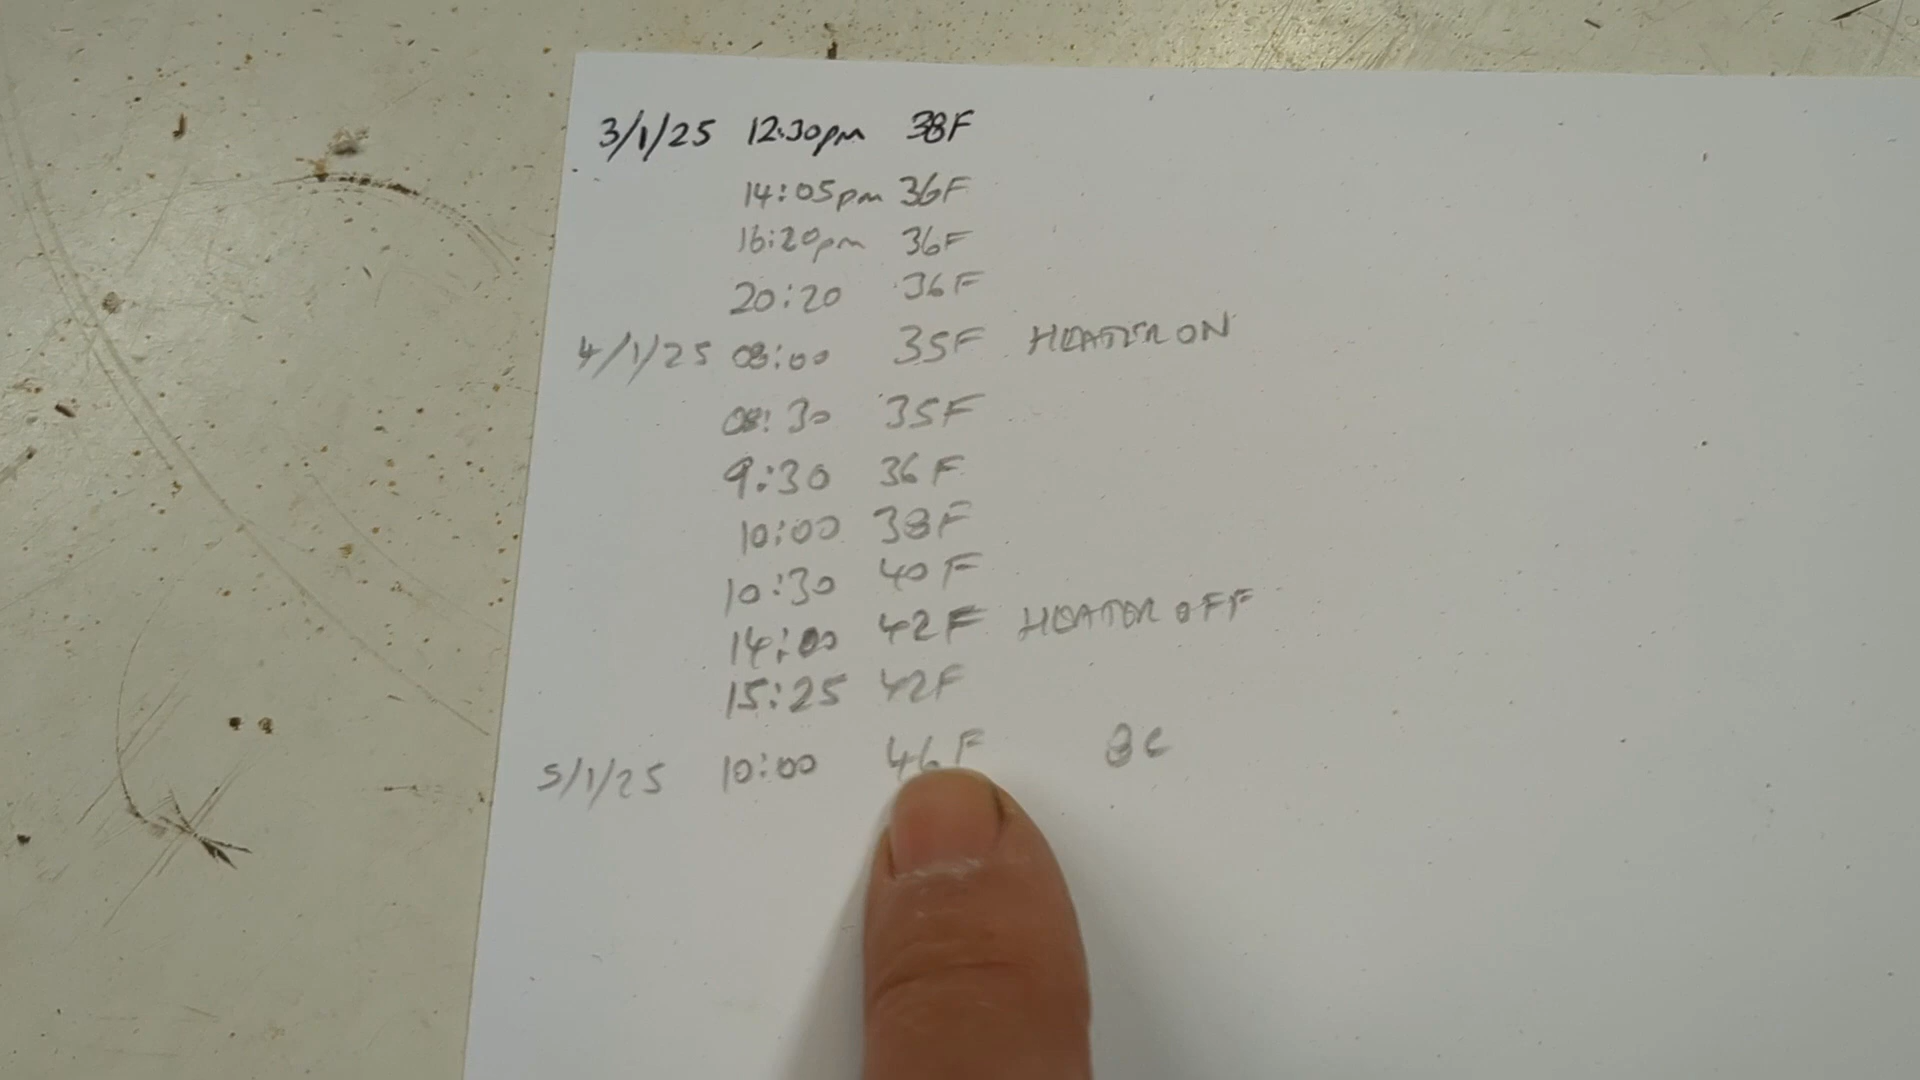 3/1/25 12:30pm 38F
14:05pm 36F
16:20pm 36F
20:20 36F
4/1/25 08:00 35F HEATER ON
08:30 35F
9:30 36F
10:00 38F
10:30 40F
14:00 42F HEATER OFF
15:25 42F
5/1/25 10:00 46F 8C